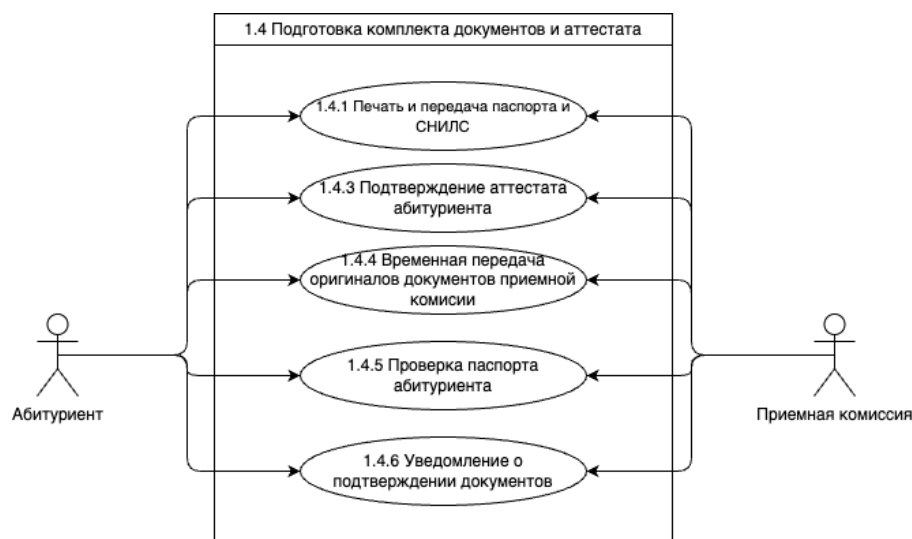 1.4 Подготовка комплекта документов и аттестата
1.4.1 Печать и передача паспорта и
СНИЛС
1.4.3 Подтверждение аттестата
абитуриента
1.4.4 Временная передача
оригиналов документов приемной
комисии
1.4.5 Проверка паспорта
абитуриента
1.4.6 Уведомление о
подтверждении документов
Абитуриент
Приемная комиссия